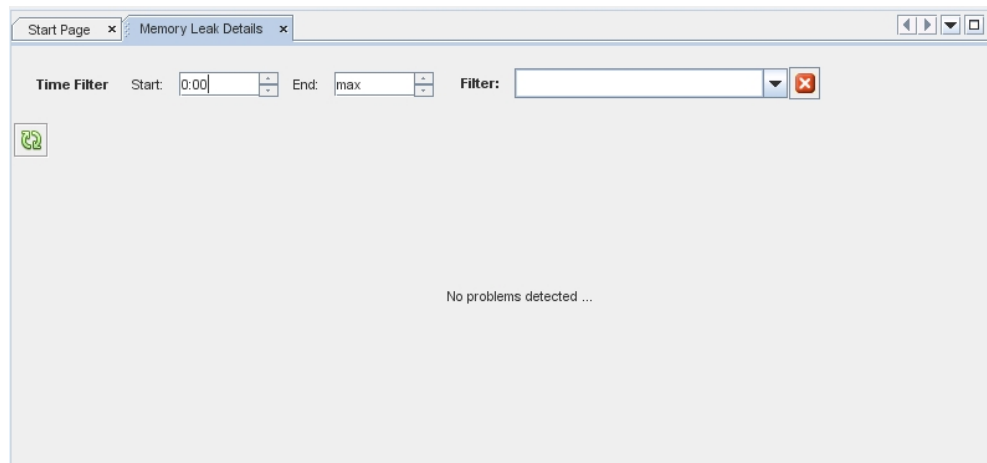 Start Page Memory Leak Details
Time Filter Start: 0:00 End: max Filter:
No problems detected ...